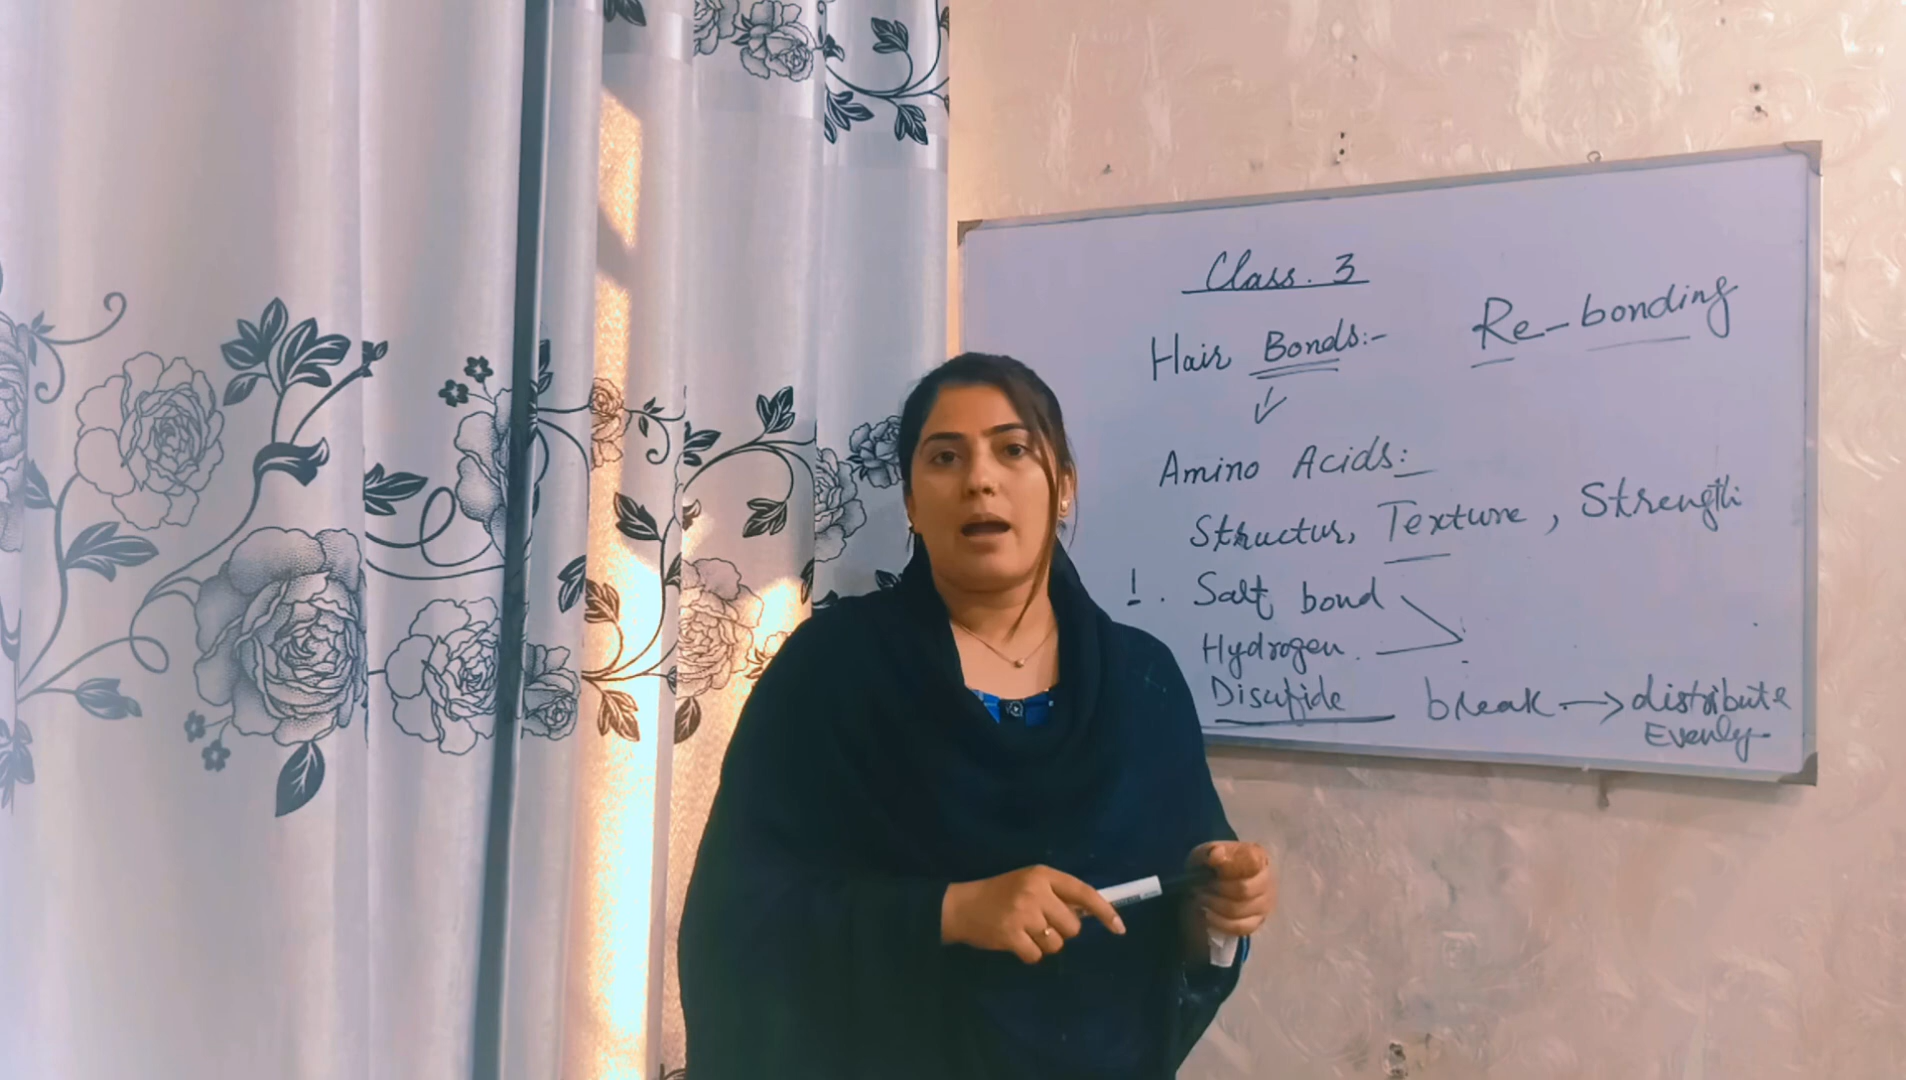 Class. 3
Hair Bonds:-
Re-bonding
Amino Acids:
Structur, Texture, Strength
1. Salt bond
Hydrogen.
Disufide break → distribute
Evenly